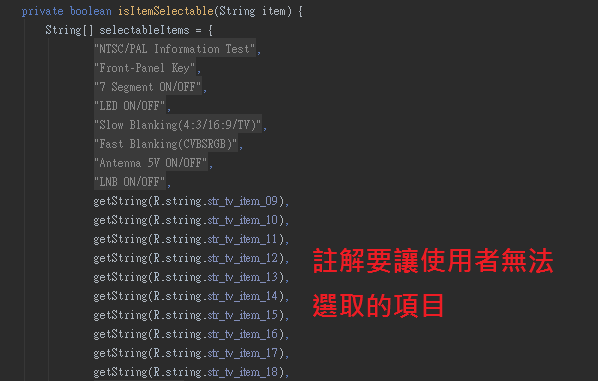 private boolean isItemSelectable(String item) {
String[] selectableItems = {
"NTSC/PAL Information Test",
"Front-Panel Key",
"7 Segment ON/OFF",
"LED ON/OFF",
"Slow Blanking(4:3/16:9/TV)",
"Fast Blanking(CVBSRGB)",
"Antenna 5V ON/OFF",
"LNB ON/OFF",
getString(R.string.str_tv_item_09),
getString(R.string.str_tv_item_10),
getString(R.string.str_tv_item_11),
getString(R.string.str_tv_item_12),
getString(R.string.str_tv_item_13),
getString(R.string.str_tv_item_14),
getString(R.string.str_tv_item_15),
getString(R.string.str_tv_item_16),
getString(R.string.str_tv_item_17),
getString(R.string.str_tv_item_18),
註解要讓使用者無法
選取的項目